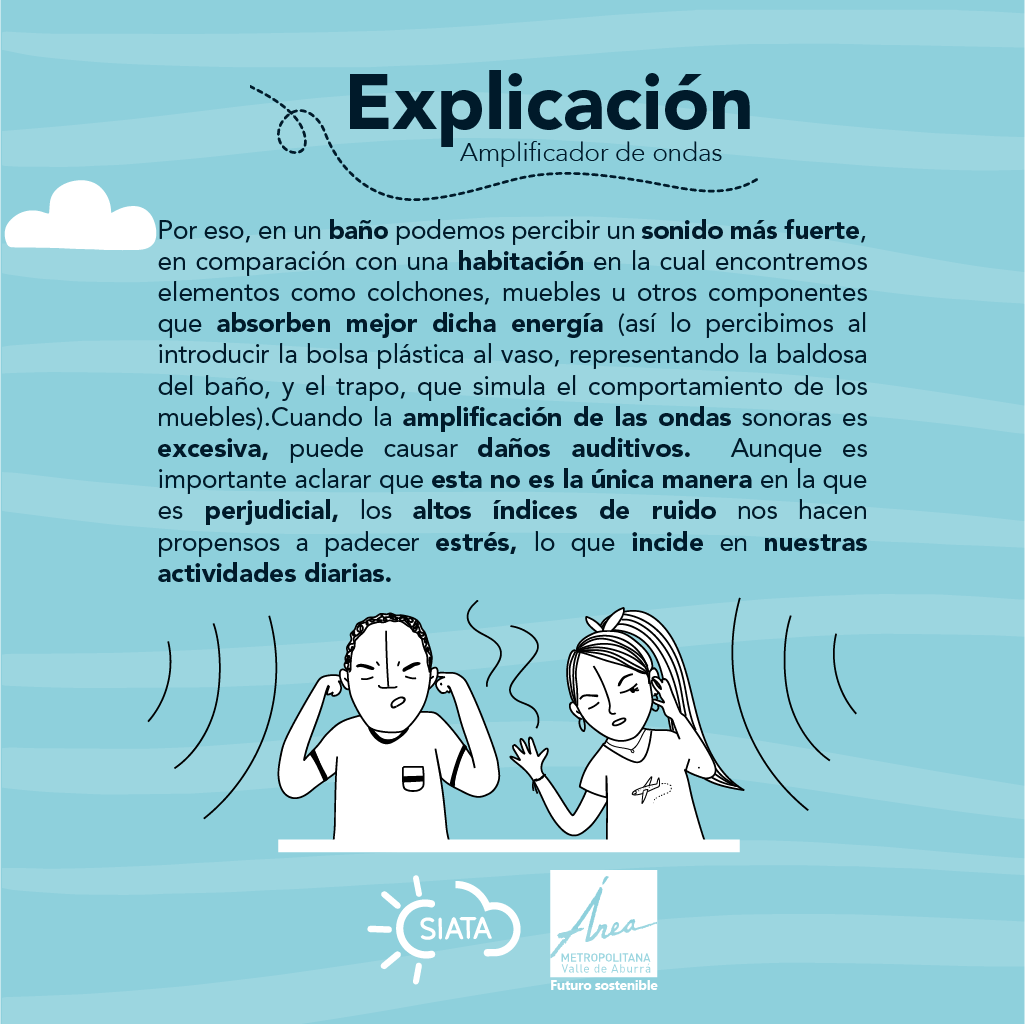 Explicación
Amplificador de ondas
Por eso, en un baño podemos percibir un sonido más fuerte,
en comparación con una habitación en la cual encontremos
elementos como colchones, muebles u otros componentes
que absorben mejor dicha energía (así lo percibimos al
introducir la bolsa plástica al vaso, representando la baldosa
del baño, y el trapo, que simula el comportamiento de los
muebles).Cuando la amplificación de las ondas sonoras es
excesiva, puede causar daños auditivos. Aunque es
importante aclarar que esta no es la única manera en la que
es perjudicial, los altos índices de ruido nos hacen
propensos a padecer estrés, lo que incide en nuestras
actividades diarias.
SIATA
Área
METROPOLITANA
Valle de Aburrá
Futuro sostenible